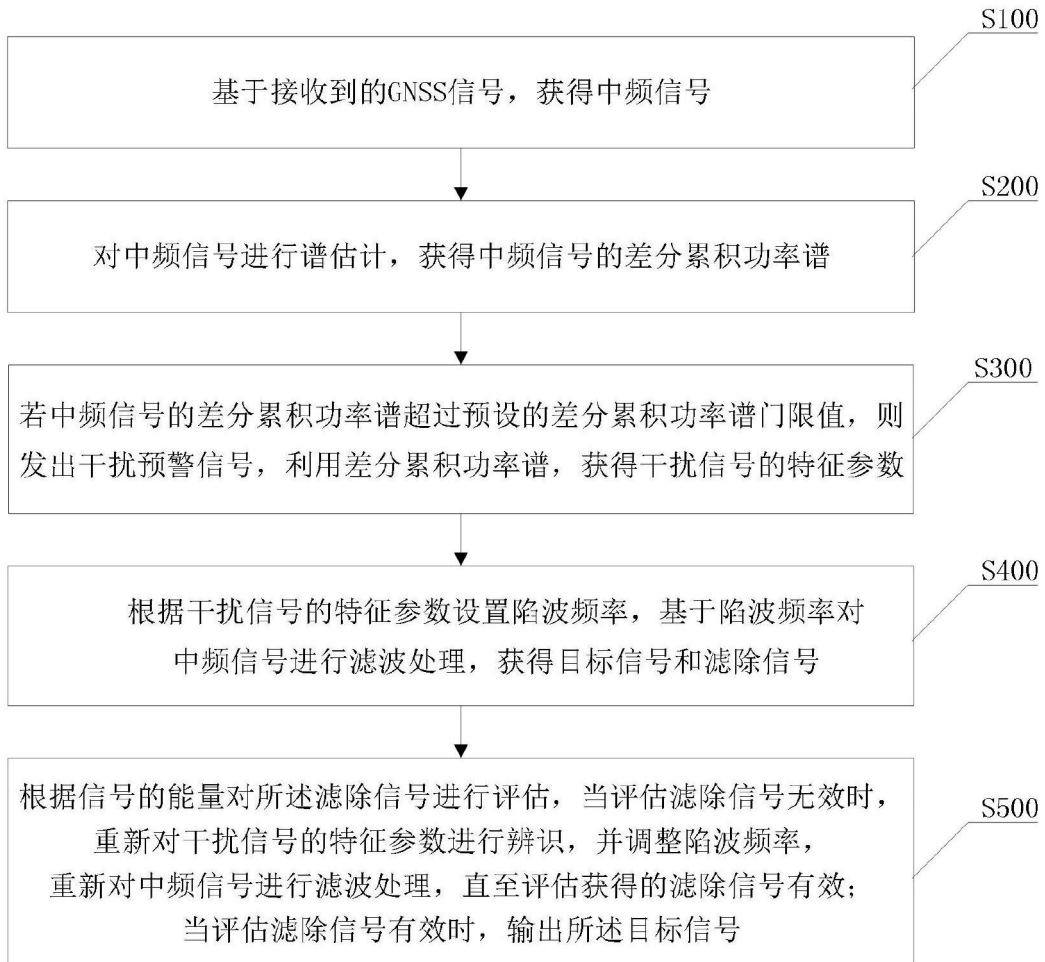 S100
基于接收到的GNSS信号，获得中频信号
S200
对中频信号进行谱估计，获得中频信号的差分累积功率谱
S300
若中频信号的差分累积功率谱超过预设的差分累积功率谱门限值，则
发出干扰预警信号，利用差分累积功率谱，获得干扰信号的特征参数
S400
根据干扰信号的特征参数设置陷波频率，基于陷波频率对
中频信号进行滤波处理，获得目标信号和滤除信号
S500
根据信号的能量对所述滤除信号进行评估，当评估滤除信号无效时，
重新对干扰信号的特征参数进行辨识，并调整陷波频率，
重新对中频信号进行滤波处理，直至评估获得的滤除信号有效；
当评估滤除信号有效时，输出所述目标信号